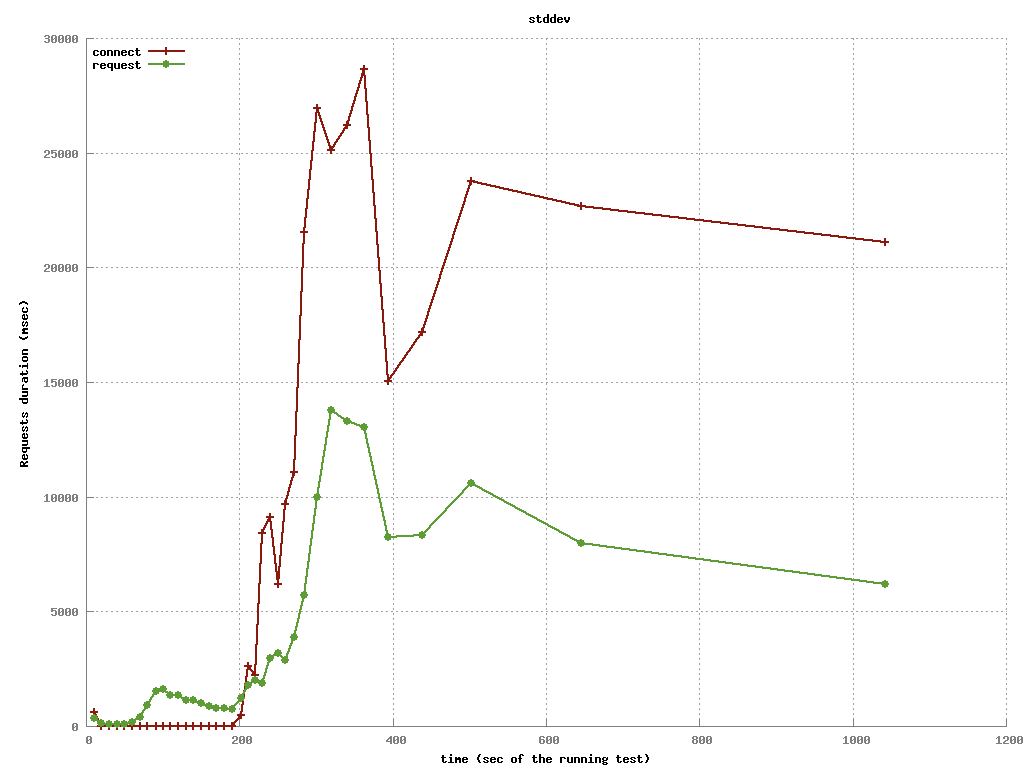 stddev
30000
connect
request
25000
20000
15000
10000
5000
0
Requests duration (msec)
0 200 400 600 800 1000 1200
time (sec of the running test)